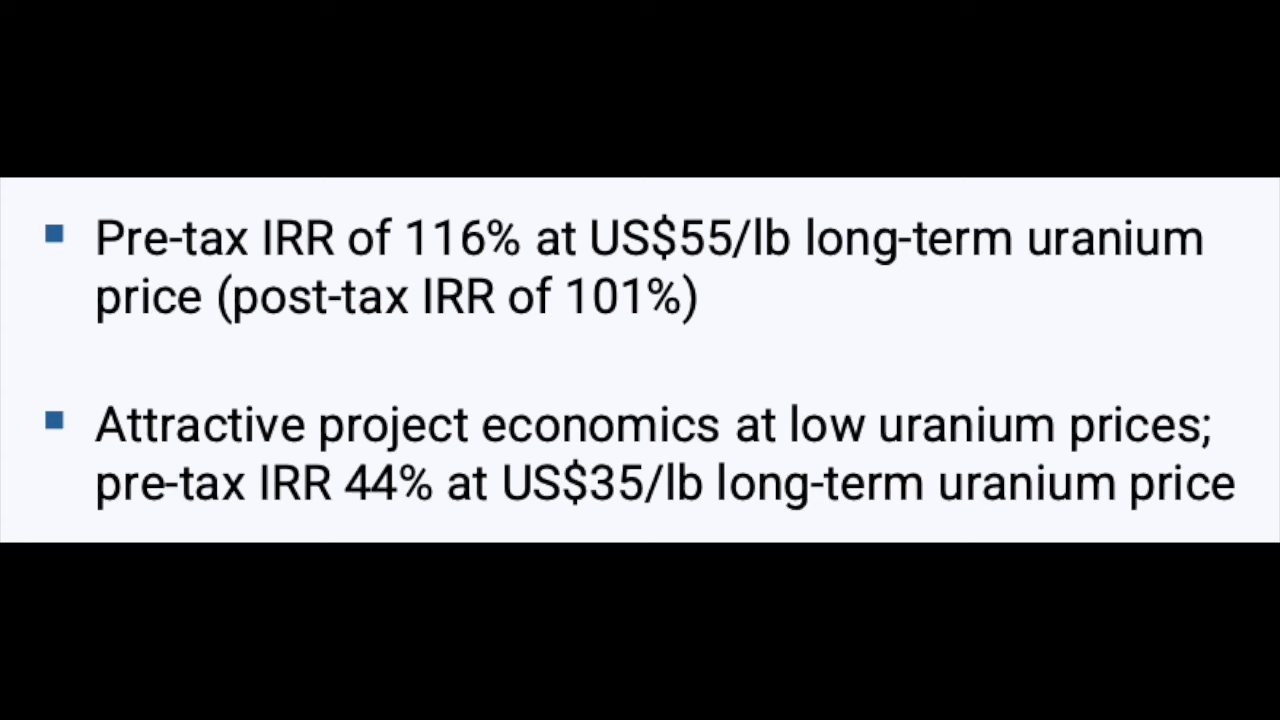 Pre-tax IRR of 116% at US$55/lb long-term uranium
price (post-tax IRR of 101%)
Attractive project economics at low uranium prices;
pre-tax IRR 44% at US$35/lb long-term uranium price